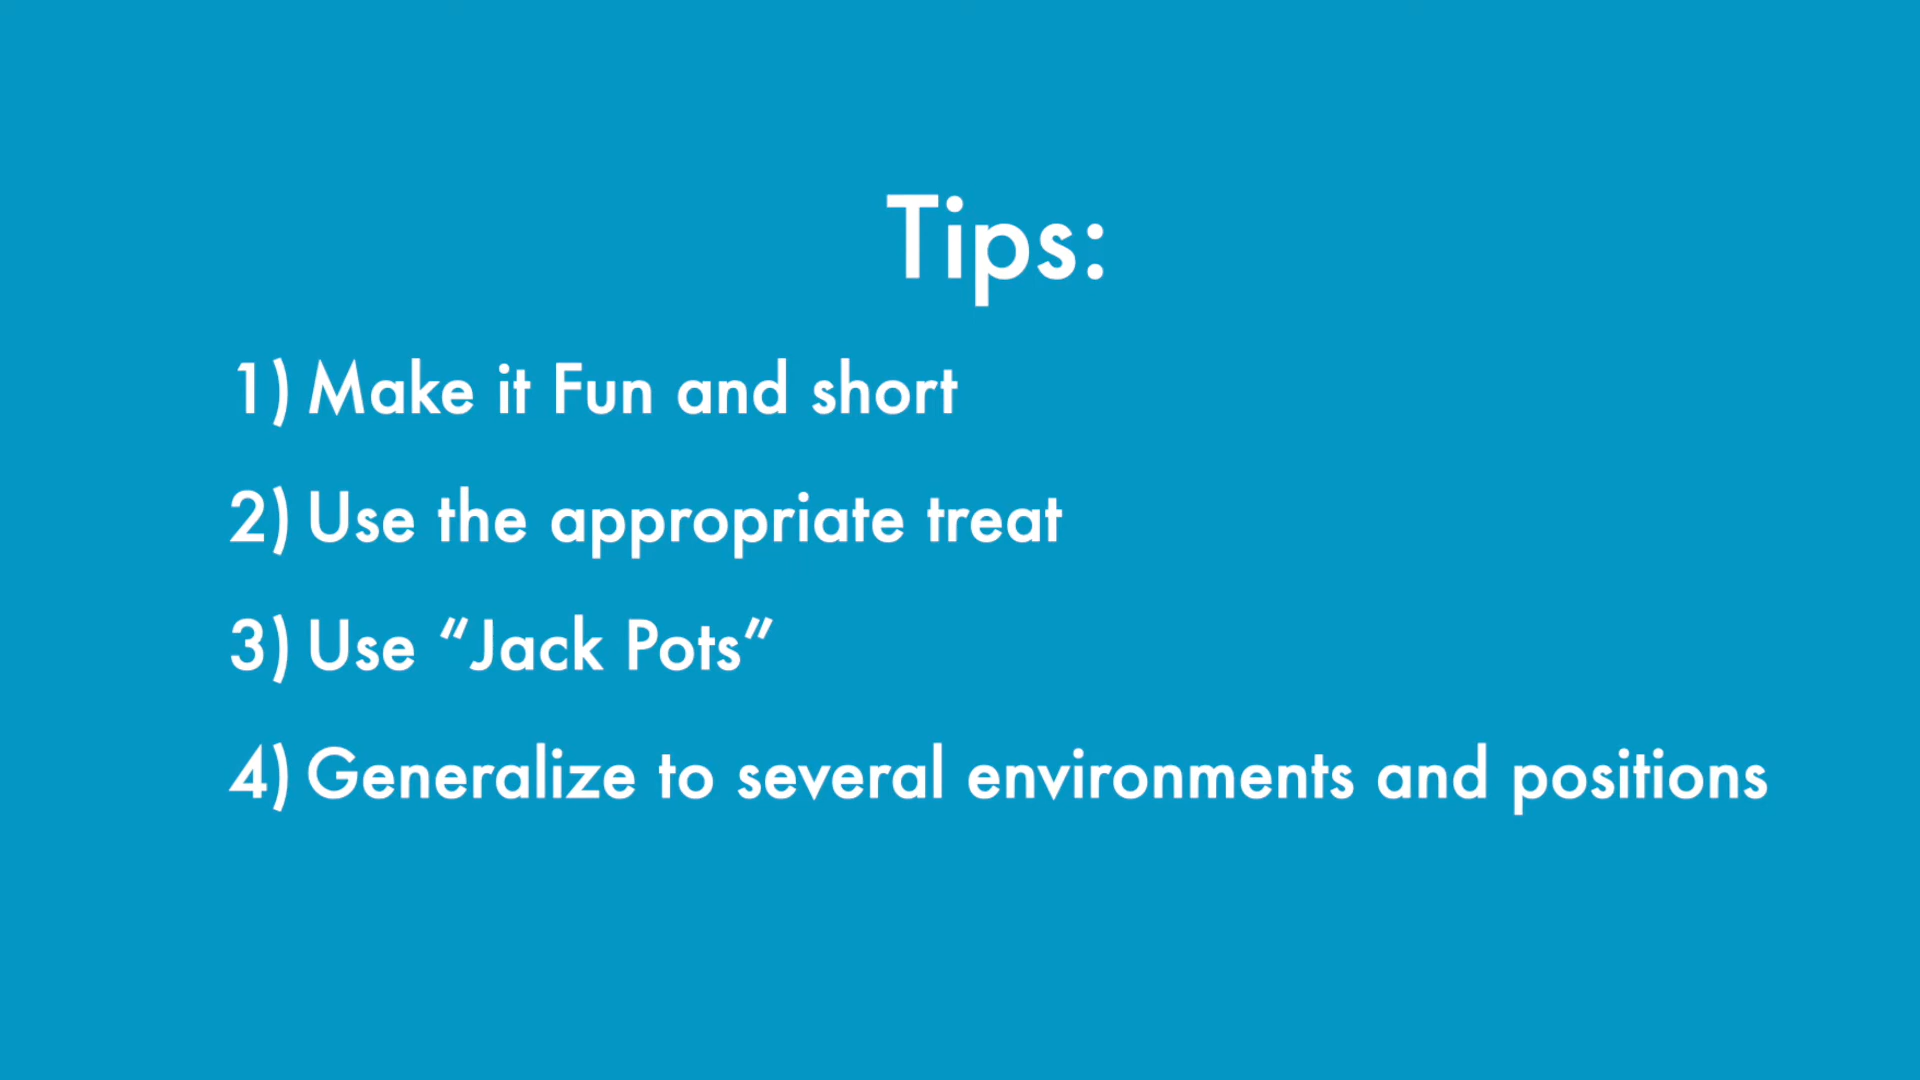 Tips:
1) Make it Fun and short
2) Use the appropriate treat
3) Use “Jack Pots”
4) Generalize to several environments and positions